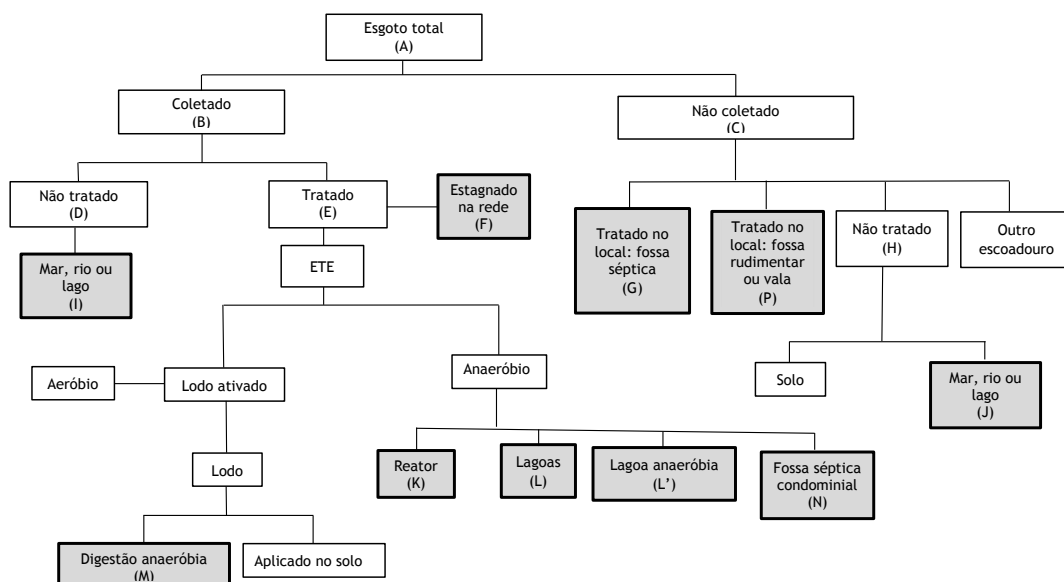 Esgoto total
(A)
Coletado
(B)
Não coletado
(C)
Não tratado
(D)
Tratado
(E)
Estagnado
na rede
(F)
Tratado no
local: fossa
séptica
(G)
Tratado no
local: fossa
rudimentar
ou vala
(P)
Não tratado
(H)
Outro
escoadouro
Mar, rio ou
lago
(I)
ETE
Aeróbio
Lodo ativado
Anaeróbio
Solo
Mar, rio ou
lago
(J)
Lodo
Reator
(K)
Lagoas
(L)
Lagoa anaeróbia
(L’)
Fossa séptica
condominial
(N)
Digestão anaeróbia
(M)
Aplicado no solo